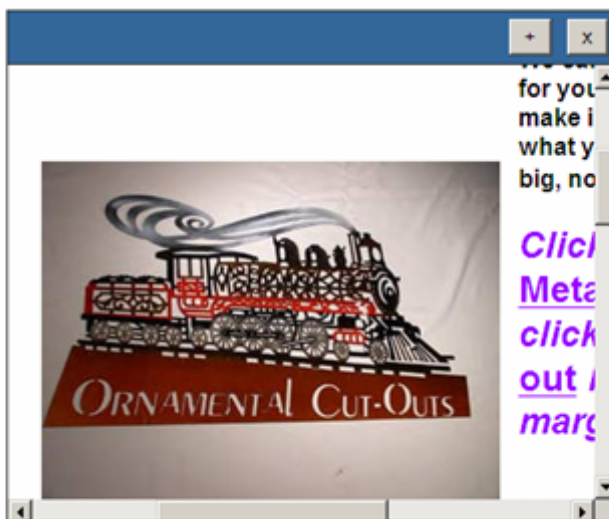 + x
for you
make i
what y
big, no
Click
Meta
click
out
marg
ORNAMENTAL CUT-OUTS